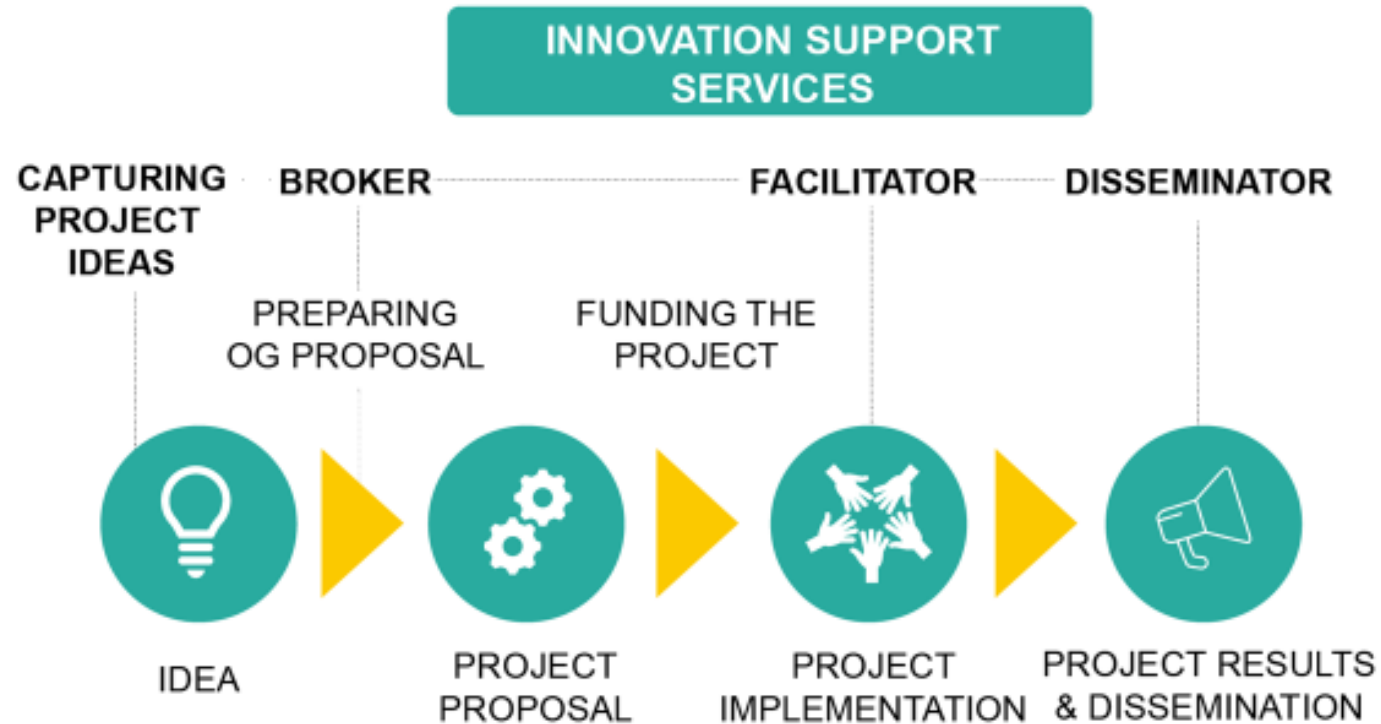 INNOVATION SUPPORT
SERVICES
CAPTURING
PROJECT
IDEAS
BROKER
FACILITATOR
DISSEMINATOR
PREPARING
OG PROPOSAL
FUNDING THE
PROJECT
IDEA
PROJECT
PROPOSAL
PROJECT
IMPLEMENTATION
PROJECT RESULTS
& DISSEMINATION